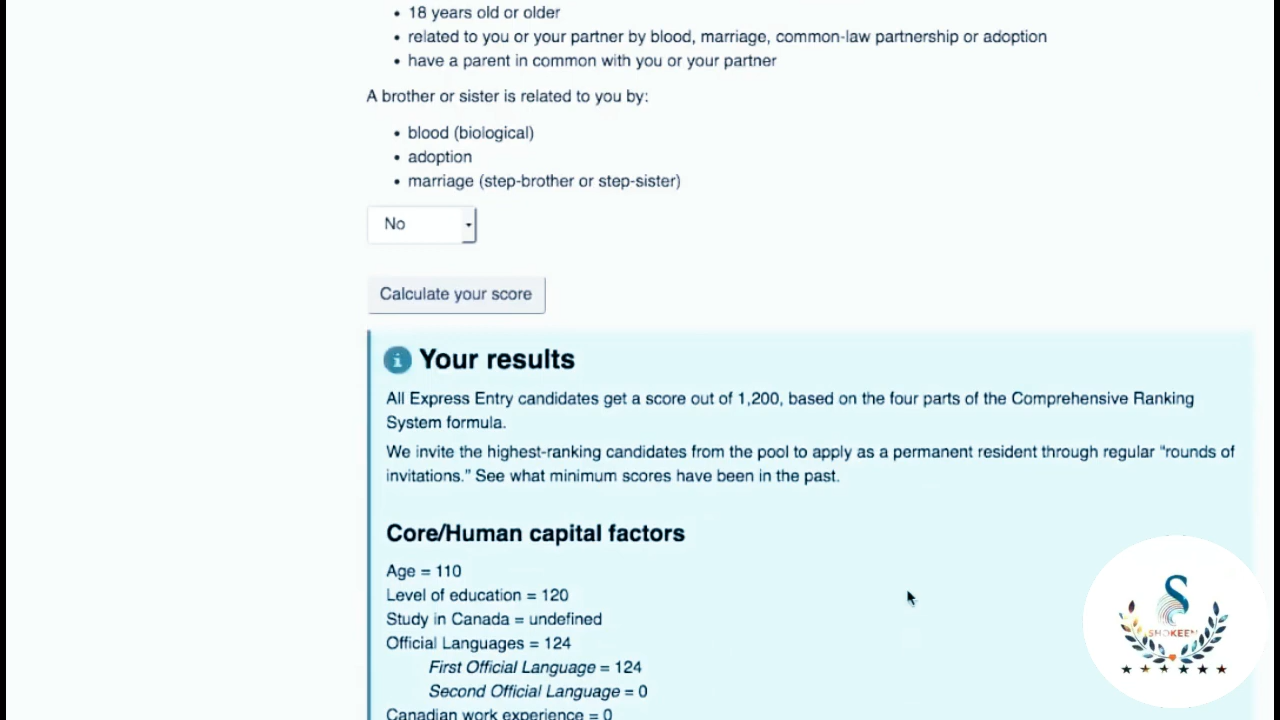 18 years old or older
related to you or your partner by blood, marriage, common-law partnership or adoption
have a parent in common with you or your partner
A brother or sister is related to you by:
blood (biological)
adoption
marriage (step-brother or step-sister)
No
Calculate your score
Your results
All Express Entry candidates get a score out of 1,200, based on the four parts of the Comprehensive Ranking
System formula.
We invite the highest-ranking candidates from the pool to apply as a permanent resident through regular "rounds of
invitations." See what minimum scores have been in the past.
Core/Human capital factors
Age = 110
Level of education = 120
Study in Canada = undefined
Official Languages = 124
First Official Language = 124
Second Official Language = 0
Canadian work experience = 0
S
SHOKEEN